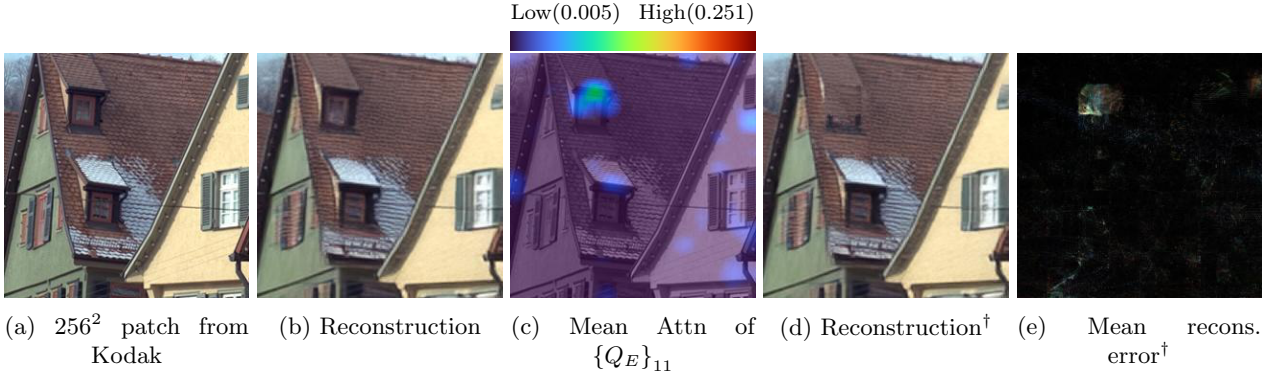 Low(0.005) High(0.251)
(a) 256² patch from Kodak
(b) Reconstruction
(c) Mean Attn of {Q_E}₁₁
(d) Reconstruction†
(e) Mean recons. error†